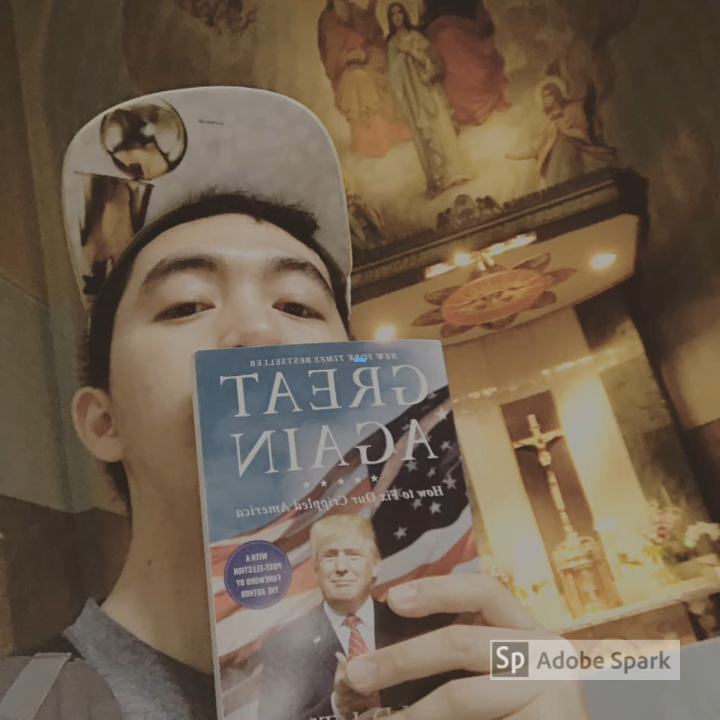 NEW YORK TIMES BESTSELLER
GREAT
AGAIN
How to Fix Our Crippled America
WITH A
POST-ELECTION
FOREWORD BY
THE AUTHOR
Sp Adobe Spark